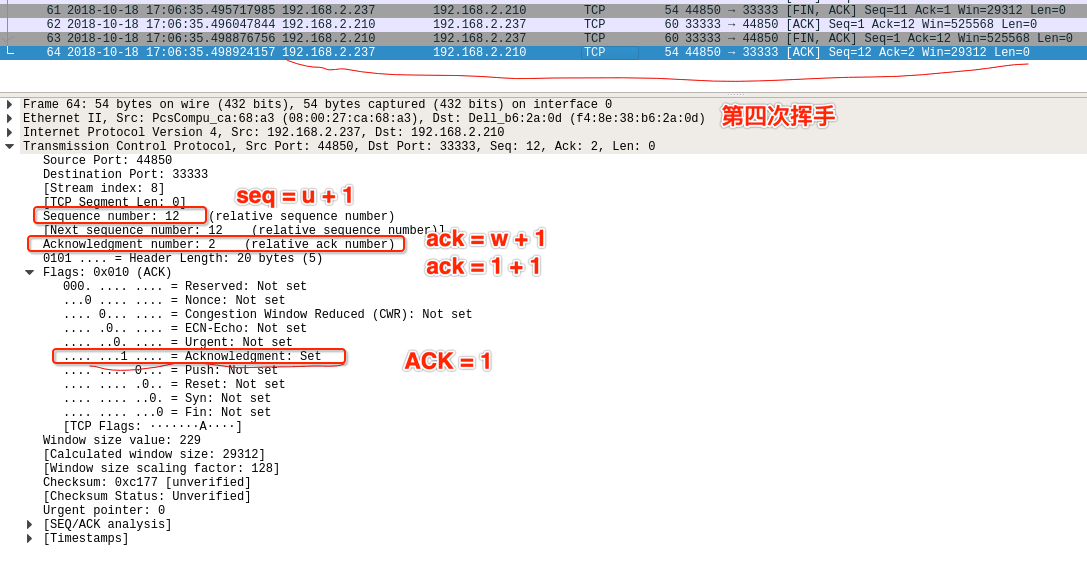 61 2018-10-18 17:06:35.495717985 192.168.2.237 192.168.2.210 TCP 54 44850 → 33333 [FIN, ACK] Seq=11 Ack=1 Win=29312 Len=0
62 2018-10-18 17:06:35.496047844 192.168.2.210 192.168.2.237 TCP 60 33333 → 44850 [ACK] Seq=1 Ack=12 Win=525568 Len=0
63 2018-10-18 17:06:35.498876756 192.168.2.210 192.168.2.237 TCP 60 33333 → 44850 [FIN, ACK] Seq=1 Ack=12 Win=525568 Len=0
64 2018-10-18 17:06:35.498924157 192.168.2.237 192.168.2.210 TCP 54 44850 → 33333 [ACK] Seq=12 Ack=2 Win=29312 Len=0
Frame 64: 54 bytes on wire (432 bits), 54 bytes captured (432 bits) on interface 0
Ethernet II, Src: PcsCompu_ca:68:a3 (08:00:27:ca:68:a3), Dst: Dell_b6:2a:0d (f4:8e:38:b6:2a:0d)
第四次挥手
Internet Protocol Version 4, Src: 192.168.2.237, Dst: 192.168.2.210
Transmission Control Protocol, Src Port: 44850, Dst Port: 33333, Seq: 12, Ack: 2, Len: 0
Source Port: 44850
Destination Port: 33333
[Stream index: 8]
seq = u + 1
[TCP Segment Len: 0]
Sequence number: 12 (relative sequence number)
[Next sequence number: 12 (relative sequence number)]
ack = w + 1
Acknowledgment number: 2 (relative ack number)
0101 .... = Header Length: 20 bytes (5)
ack = 1 + 1
Flags: 0x010 (ACK)
000. .... .... = Reserved: Not set
...0 .... .... = Nonce: Not set
.... 0... .... = Congestion Window Reduced (CWR): Not set
.... .0.. .... = ECN-Echo: Not set
.... ..0. .... = Urgent: Not set
.... ...1 .... = Acknowledgment: Set
ACK = 1
.... .... 0... = Push: Not set
.... .... .0.. = Reset: Not set
.... .... ..0. = Syn: Not set
.... .... ...0 = Fin: Not set
[TCP Flags: ·······A····]
Window size value: 229
[Calculated window size: 29312]
[Window size scaling factor: 128]
Checksum: 0xc177 [unverified]
[Checksum Status: Unverified]
Urgent pointer: 0
[SEQ/ACK analysis]
[Timestamps]